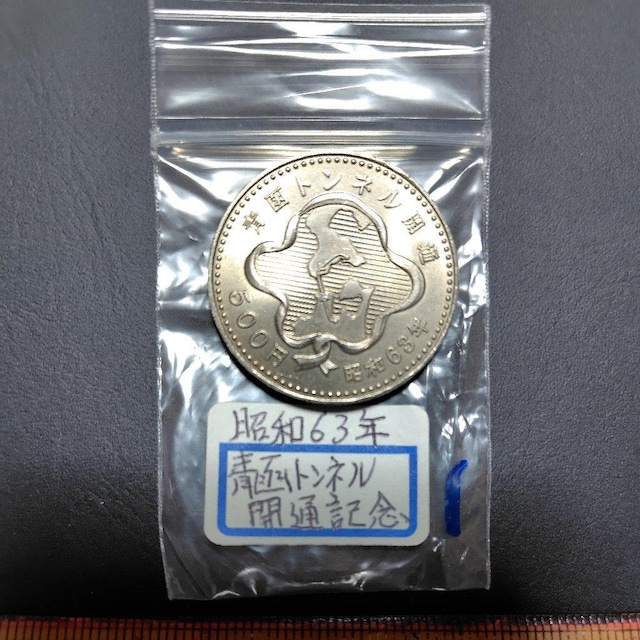 青函トンネル開通
500円
昭和63年
昭和63年
青函トンネル
開通記念